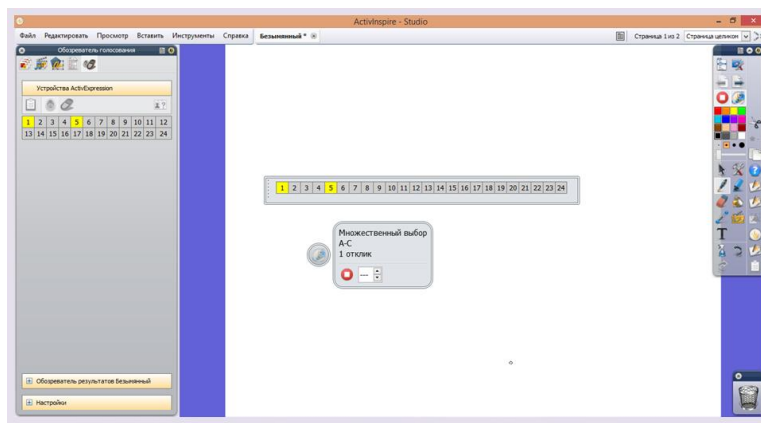 ActivInspire - Studio
Файл Редактировать Просмотр Вставить Инструменты Справка Безымянный * Страница 1 из 2 Страница целиком
Обозреватель голосования
Устройства ActivExpression
1 2 3 4 5 6 7 8 9 10 11 12
13 14 15 16 17 18 19 20 21 22 23 24
1 2 3 4 5 6 7 8 9 10 11 12 13 14 15 16 17 18 19 20 21 22 23 24
Множественный выбор
A-C
1 отклик
---
Обозреватель результатов Безымянный
Настройки